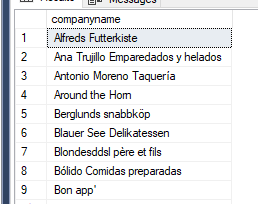 Messages
companyname
1 Alfreds Futterkiste
2 Ana Trujillo Emparedados y helados
3 Antonio Moreno Taquería
4 Around the Horn
5 Berglunds snabbköp
6 Blauer See Delikatessen
7 Blondesddsl père et fils
8 Bólido Comidas preparadas
9 Bon app'